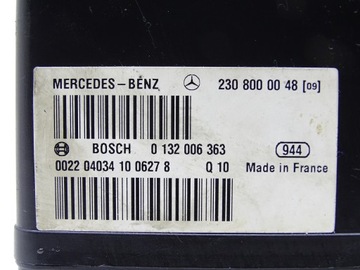 MERCEDES-BENZ 230 800 00 48 [09]
BOSCH 0 132 006 363 944
0022 04034 10 0627 8 Q 10 Made in France